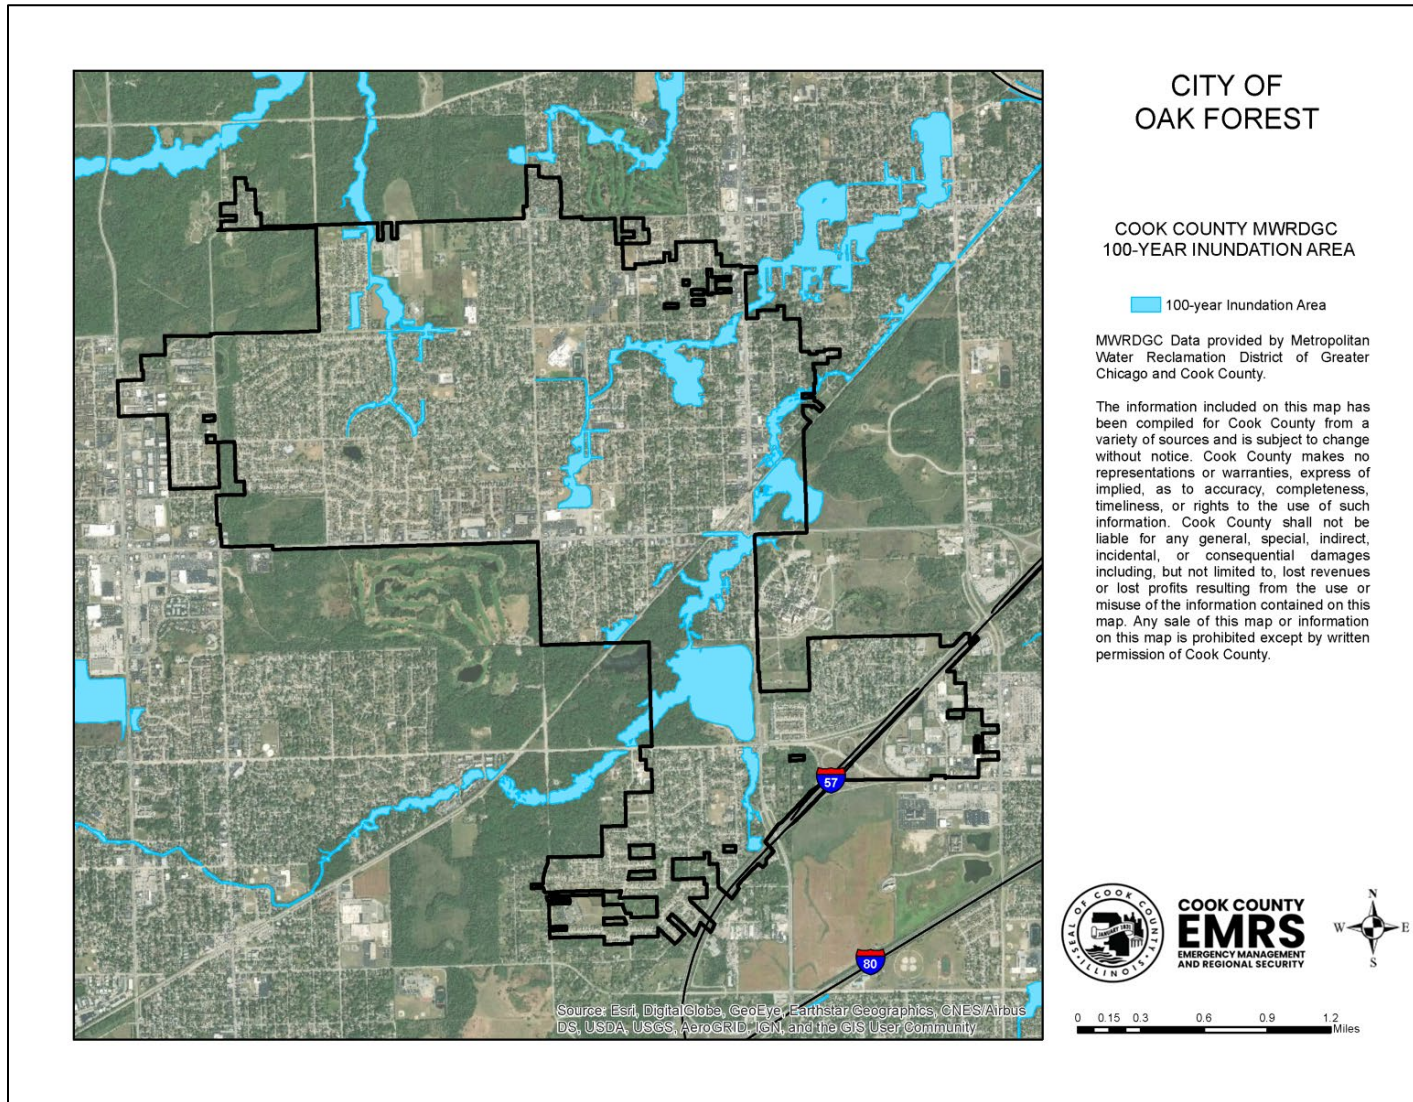 CITY OF
OAK FOREST
COOK COUNTY MWRDGC
100-YEAR INUNDATION AREA
100-year Inundation Area
MWRDGC Data provided by Metropolitan
Water Reclamation District of Greater
Chicago and Cook County.
The information included on this map has
been compiled for Cook County from a
variety of sources and is subject to change
without notice. Cook County makes no
representations or warranties, express of
implied, as to accuracy, completeness,
timeliness, or rights to the use of such
information. Cook County shall not be
liable for any general, special, indirect,
incidental, or consequential damages
including, but not limited to, lost revenues
or lost profits resulting from the use or
misuse of the information contained on this
map. Any sale of this map or information
on this map is prohibited except by written
permission of Cook County.
57
80
Source: Esri, DigitalGlobe, GeoEye, Earthstar Geographics, CNES/Airbus
DS, USDA, USGS, AeroGRID, IGN, and the GIS User Community
SEAL OF COOK COUNTY
JANUARY 1831
ILLINOIS
COOK COUNTY
EMRS
EMERGENCY MANAGEMENT
AND REGIONAL SECURITY
N
W E
S
0 0.15 0.3 0.6 0.9 1.2
Miles